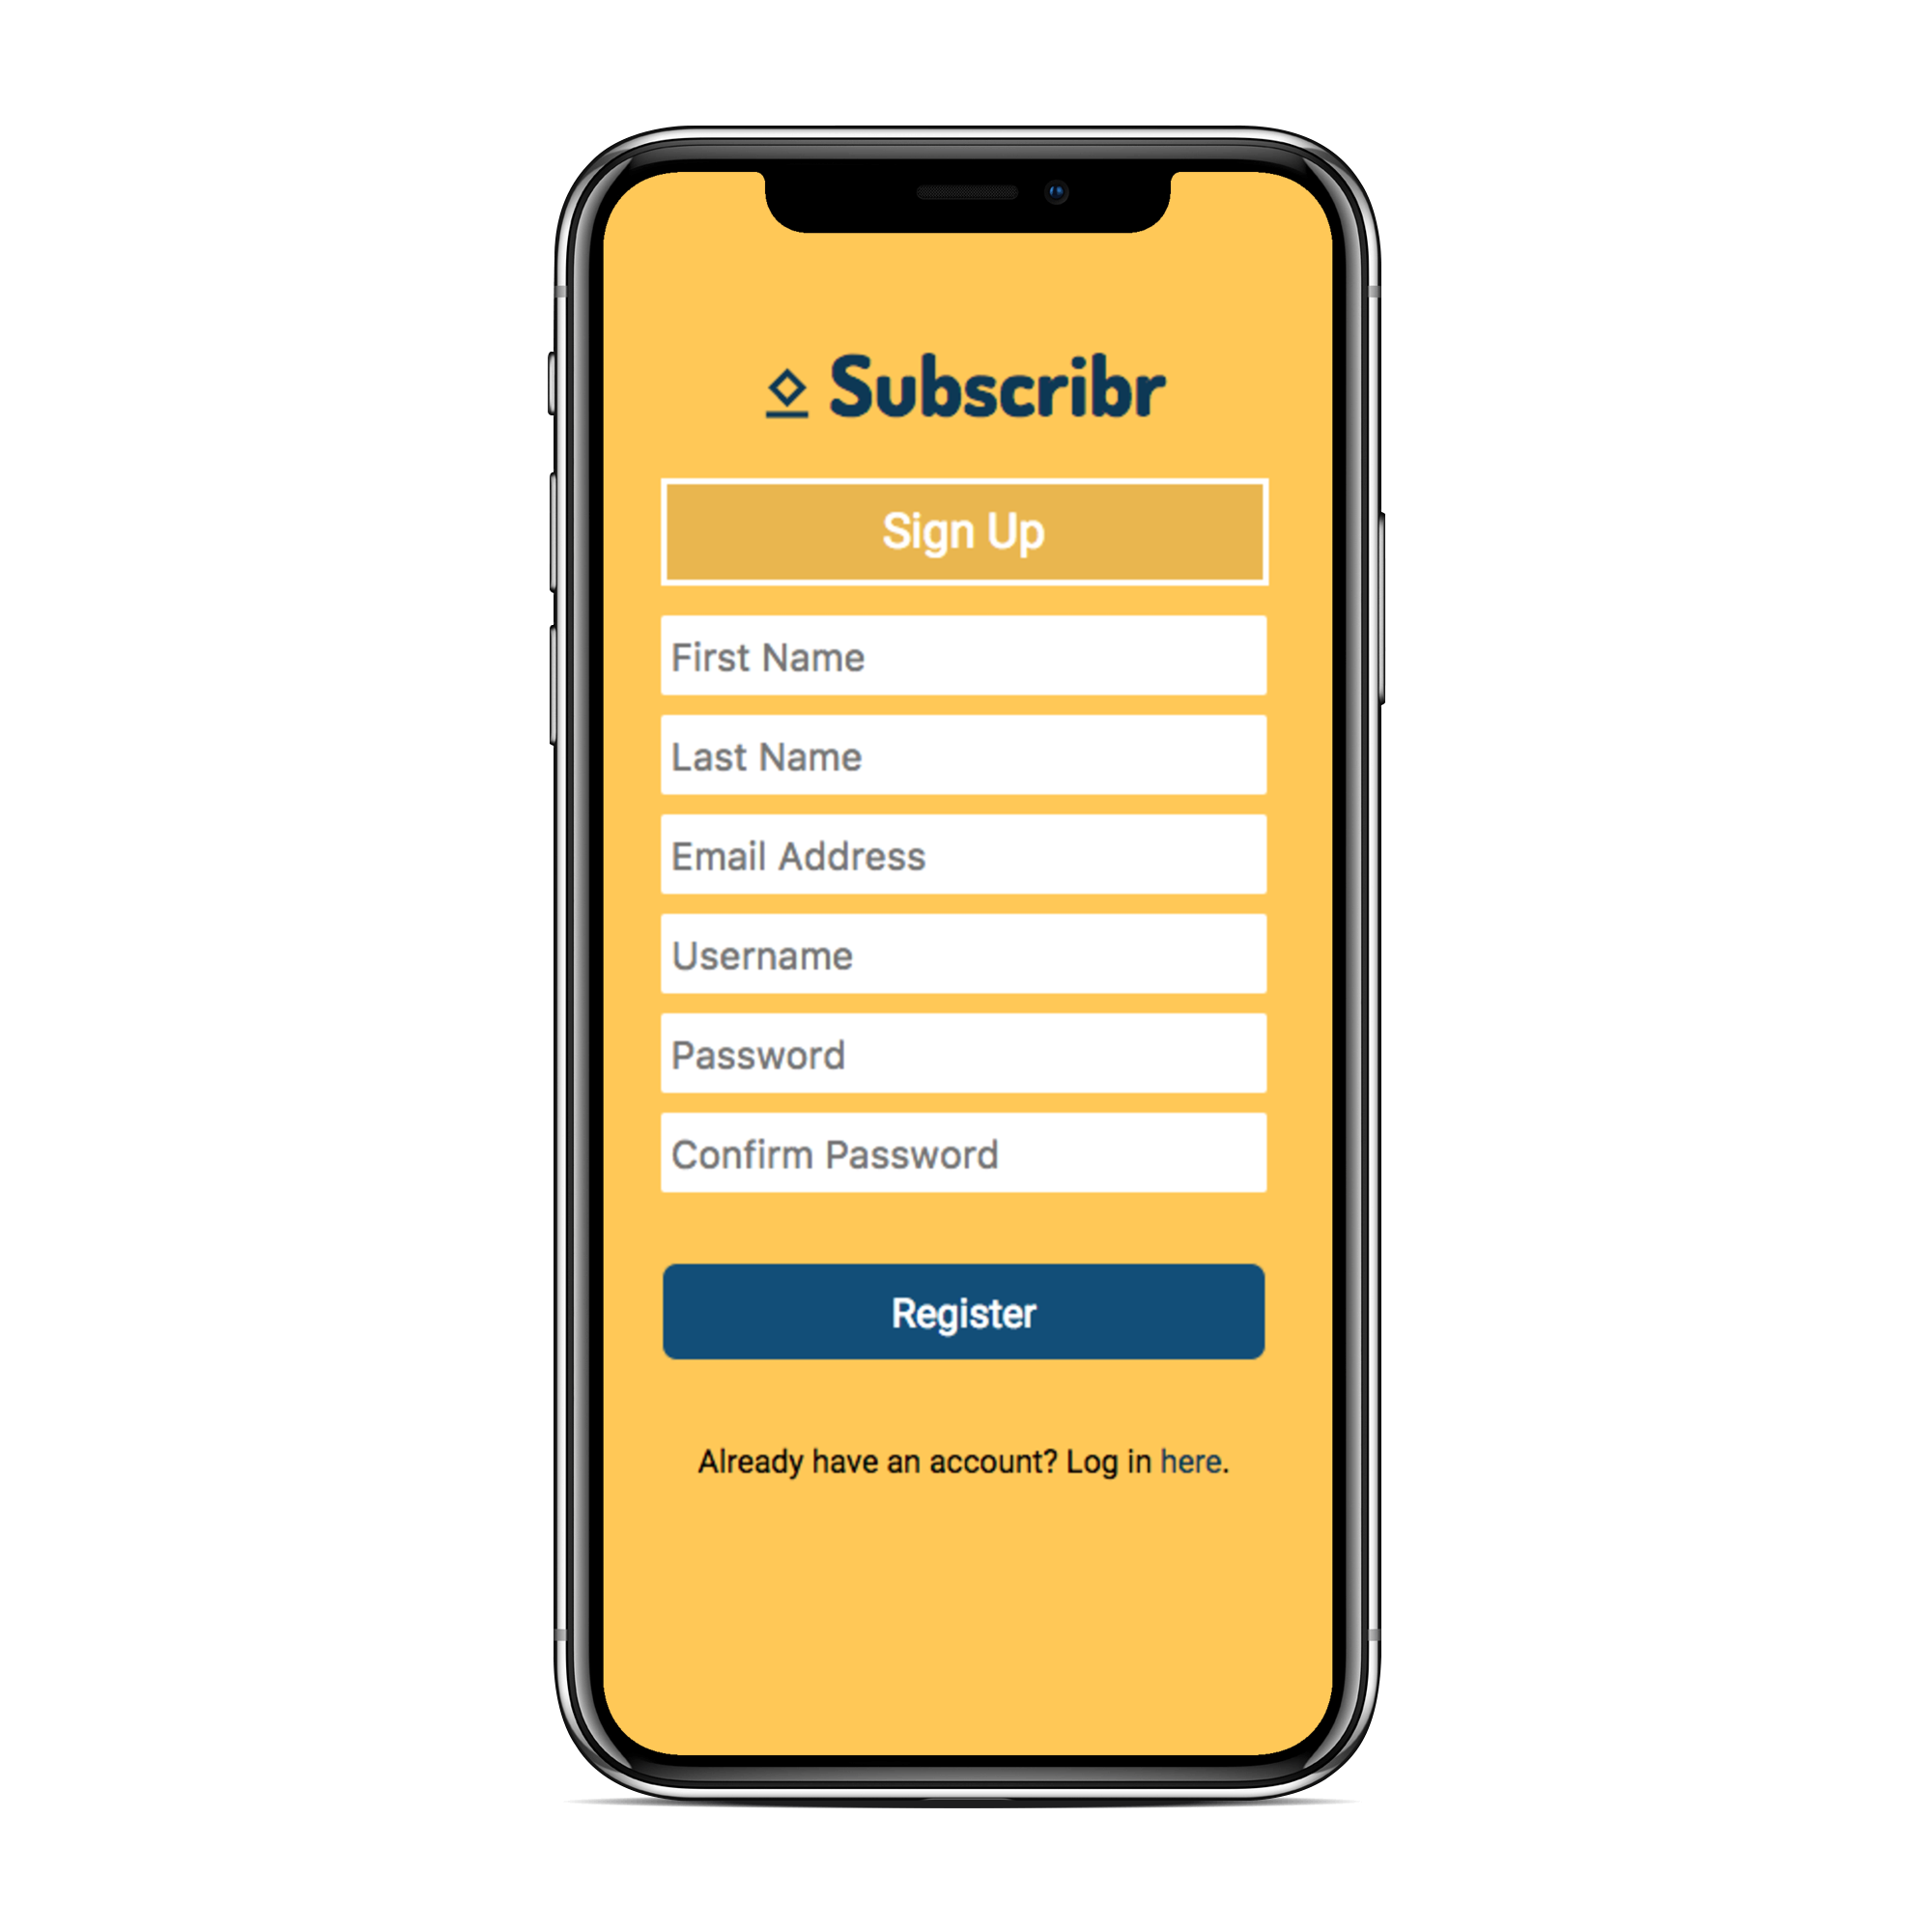 Subscribr
Sign Up
First Name
Last Name
Email Address
Username
Password
Confirm Password
Register
Already have an account? Log in here.